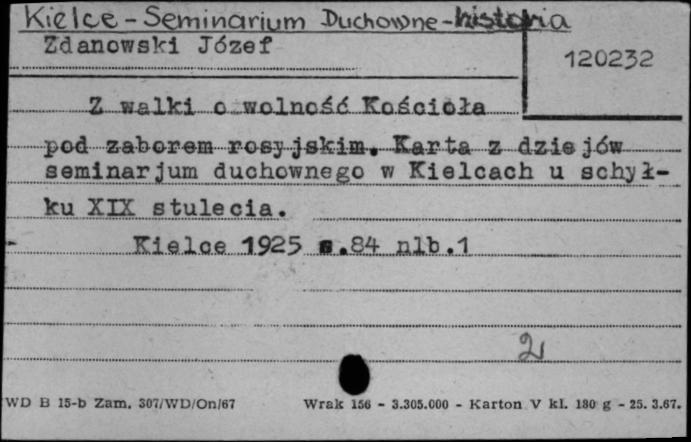 Kielce - Seminarium Duchowne - historia
Zdanowski Józef
120232
Z walki o wolność Kościoła
pod zaborem rosyjskim. Karta z dziejów
seminarjum duchownego w Kielcach u schył-
ku XIX stulecia.
Kielce 1925 s.84 nlb.1
2
WD B 15-b Zam. 307/WD/On/67 Wrak 156 - 3.305.000 - Karton V kl. 180 g - 25. 3.67.